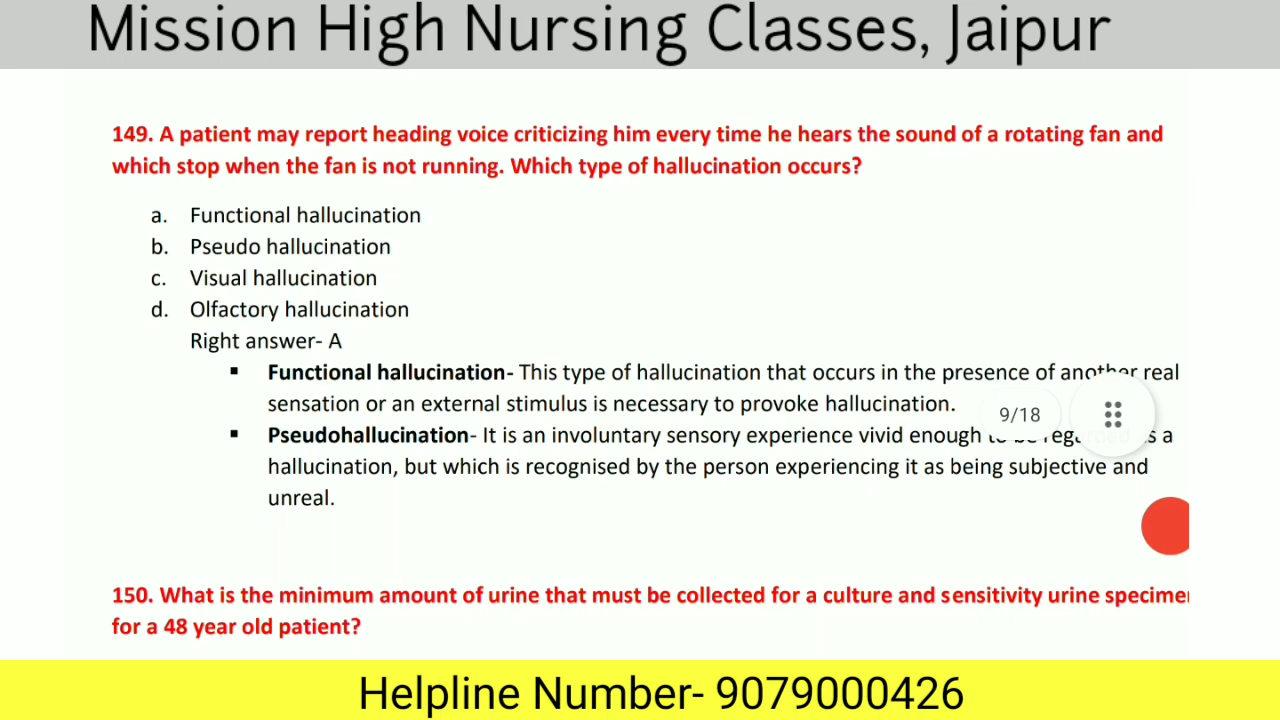 Mission High Nursing Classes, Jaipur
149. A patient may report heading voice criticizing him every time he hears the sound of a rotating fan and
which stop when the fan is not running. Which type of hallucination occurs?
a. Functional hallucination
b. Pseudo hallucination
c. Visual hallucination
d. Olfactory hallucination
Right answer- A
▪ Functional hallucination- This type of hallucination that occurs in the presence of another real
sensation or an external stimulus is necessary to provoke hallucination.
9/18
▪ Pseudohallucination- It is an involuntary sensory experience vivid enough a
hallucination, but which is recognised by the person experiencing it as being subjective and
unreal.
150. What is the minimum amount of urine that must be collected for a culture and sensitivity urine
for a 48 year old patient?
Helpline Number- 9079000426